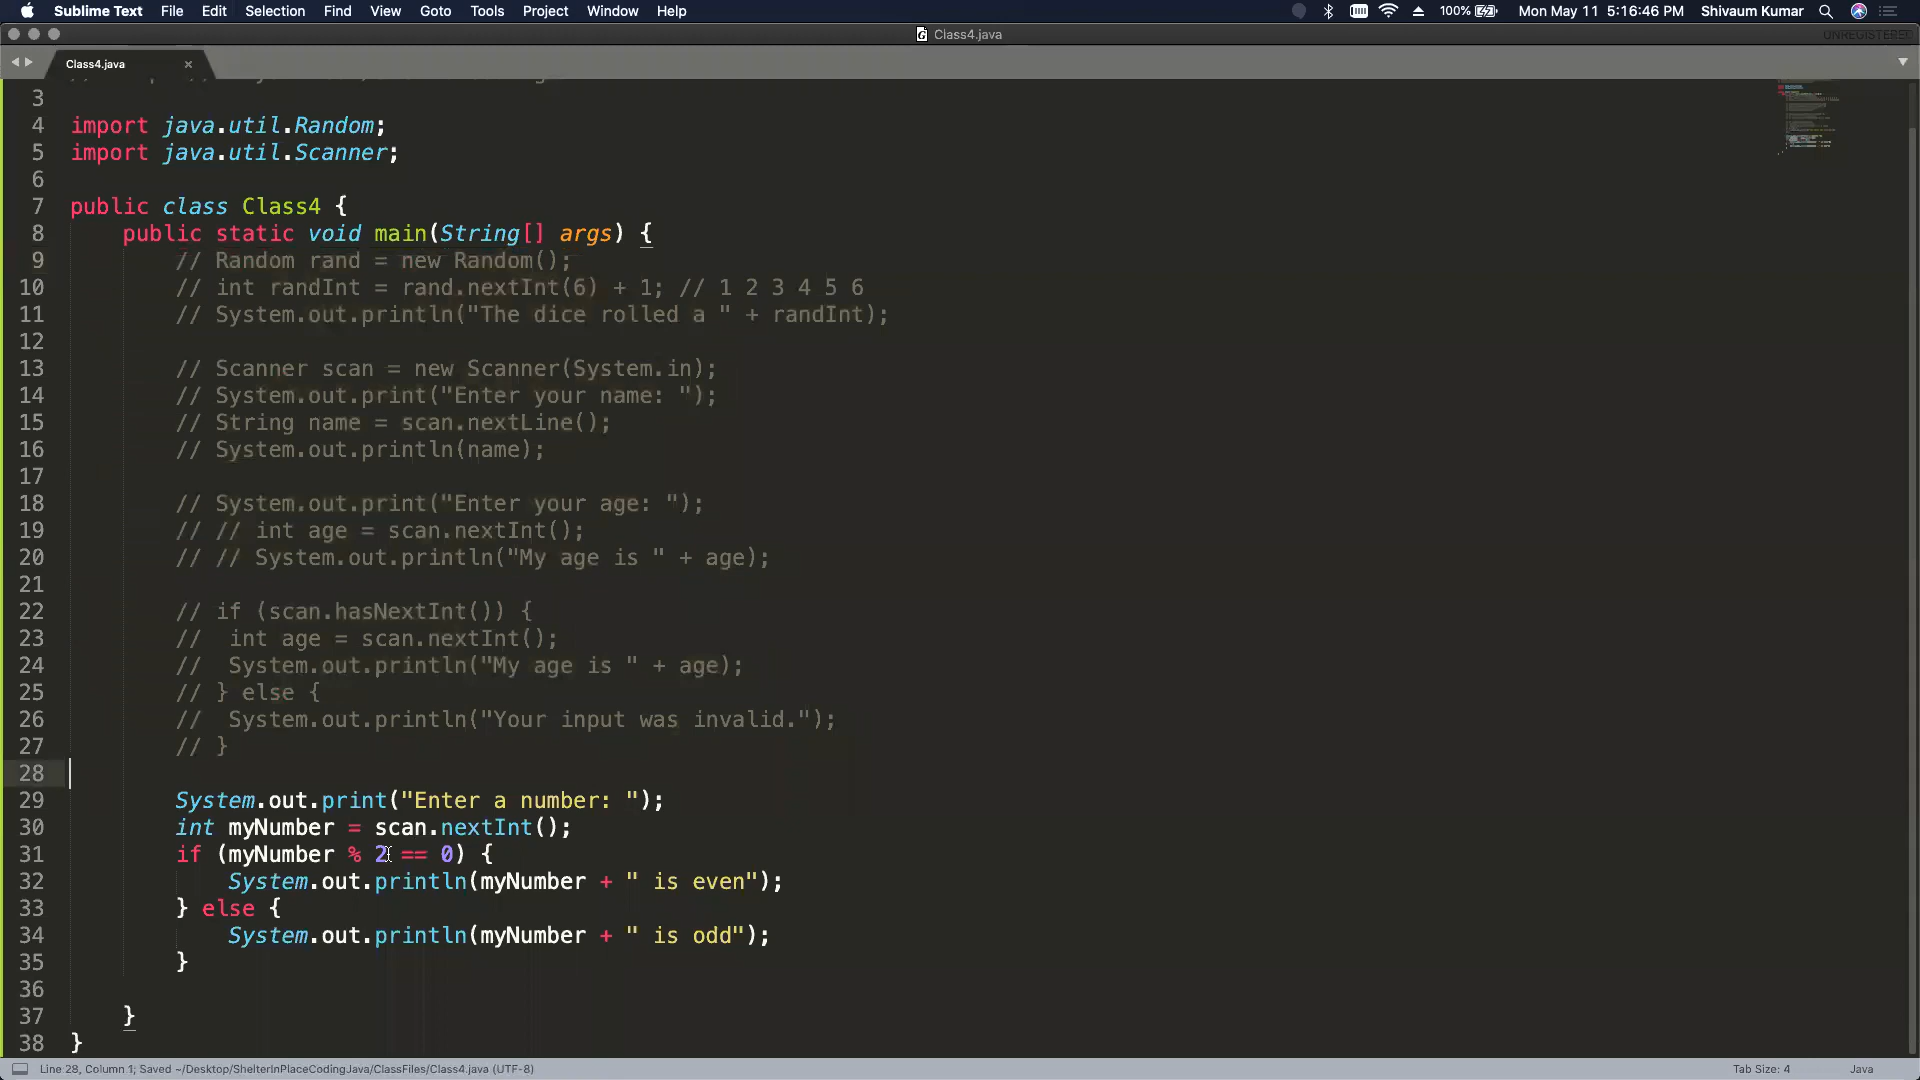 Sublime Text File Edit Selection Find View Goto Tools Project Window Help 100% Mon May 11 5:16:46 PM Shivaum Kumar
Class4.java UNREGISTERED
Class4.java
3
4 import java.util.Random;
5 import java.util.Scanner;
6
7 public class Class4 {
8 public static void main(String[] args) {
9 // Random rand = new Random();
10 // int randInt = rand.nextInt(6) + 1; // 1 2 3 4 5 6
11 // System.out.println("The dice rolled a " + randInt);
12
13 // Scanner scan = new Scanner(System.in);
14 // System.out.print("Enter your name: ");
15 // String name = scan.nextLine();
16 // System.out.println(name);
17
18 // System.out.print("Enter your age: ");
19 // // int age = scan.nextInt();
20 // // System.out.println("My age is " + age);
21
22 // if (scan.hasNextInt()) {
23 // int age = scan.nextInt();
24 // System.out.println("My age is " + age);
25 // } else {
26 // System.out.println("Your input was invalid.");
27 // }
28
29 System.out.print("Enter a number: ");
30 int myNumber = scan.nextInt();
31 if (myNumber % 2 == 0) {
32 System.out.println(myNumber + " is even");
33 } else {
34 System.out.println(myNumber + " is odd");
35 }
36
37 }
38 }
Line 28, Column 1; Saved ~/Desktop/ShelterInPlaceCodingJava/ClassFiles/Class4.java (UTF-8) Tab Size: 4 Java